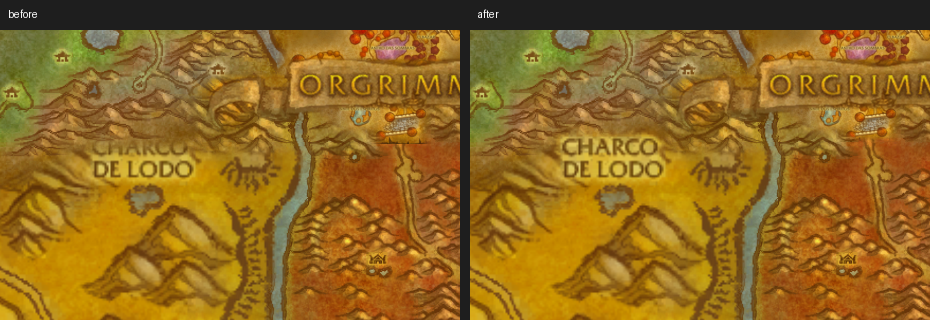 before
after
ORGRIMM
ORGRIMM
CHARCO
DE LODO
CHARCO
DE LODO